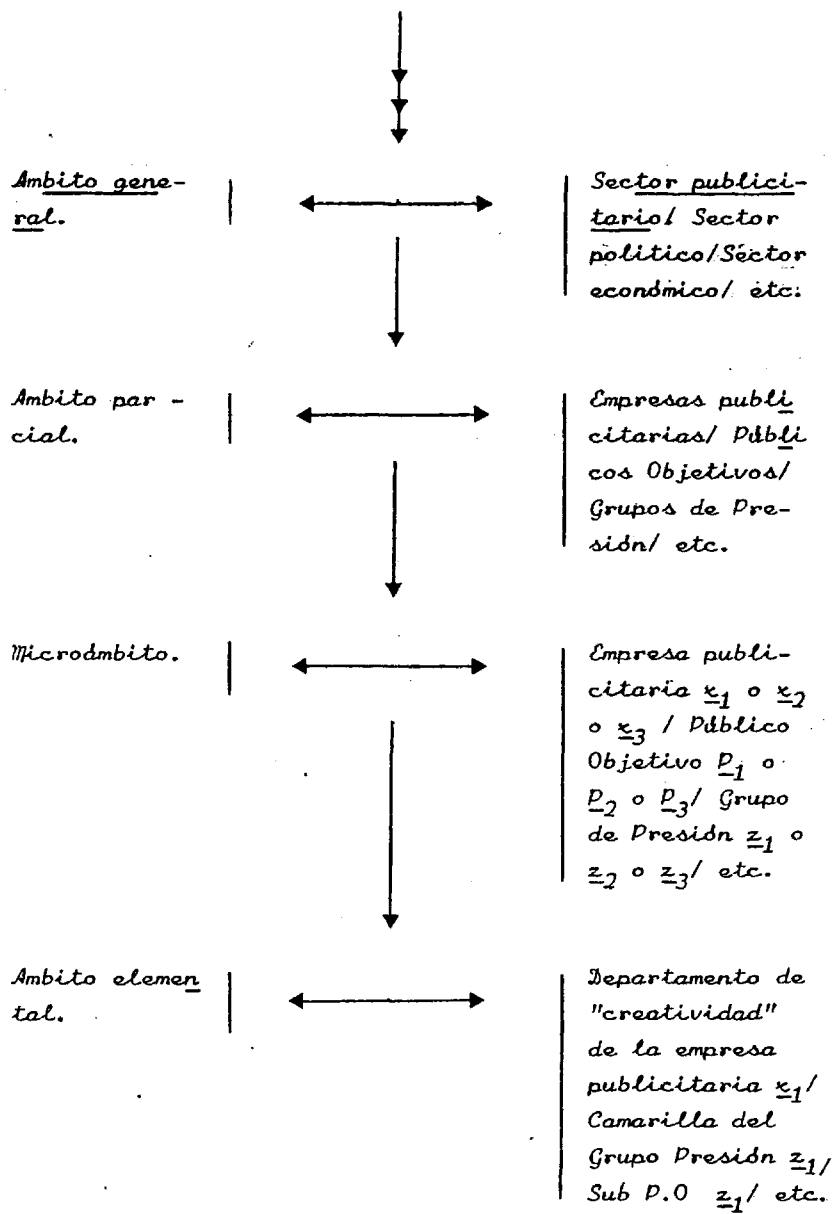 Ambito gene-
ral.
Sector publici-
tario/ Sector
político/Séctor
económico/ etc.
Ambito par -
cial.
Empresas publi
citarias/ Públi
cos Objetivos/
Grupos de Pre-
sión/ etc.
Microámbito.
Empresa publi-
citaria x1 o x2
o x3 / Público
Objetivo P1 o
P2 o P3/ Grupo
de Presión z1 o
z2 o z3/ etc.
Ambito elemen
tal.
Departamento de
"creatividad"
de la empresa
publicitaria x1/
Camarilla del
Grupo Presión z1/
Sub P.O z1/ etc.